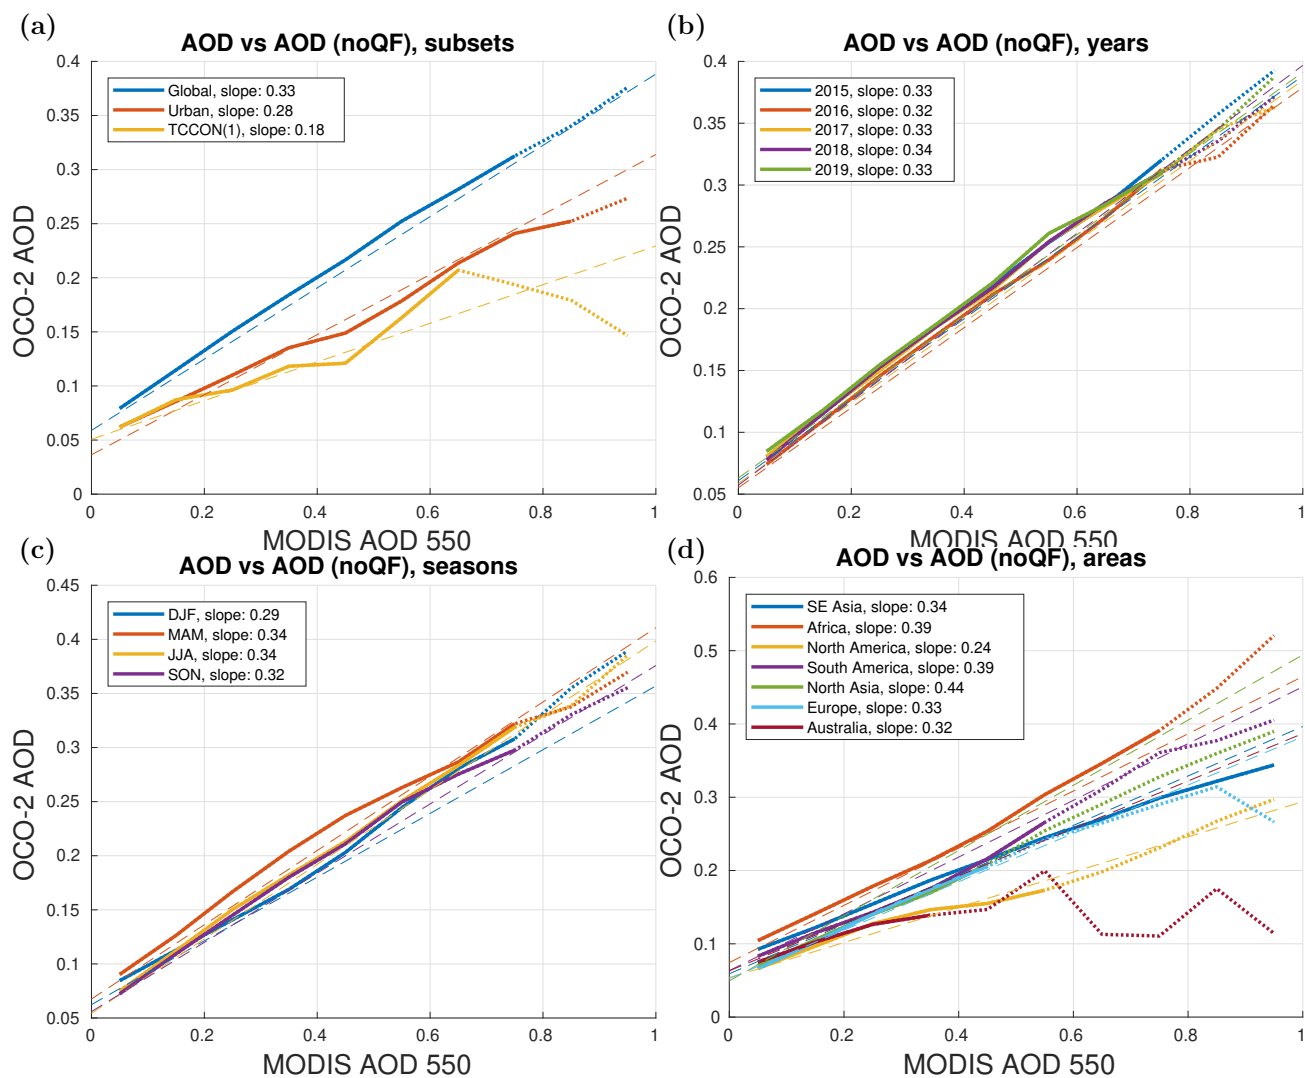 (a)
AOD vs AOD (noQF), subsets
0.4
0.35
0.3
0.25
0.2
0.15
0.1
0.05
0
OCO-2 AOD
Global, slope: 0.33
Urban, slope: 0.28
TCCON(1), slope: 0.18
0 0.2 0.4 0.6 0.8 1
MODIS AOD 550
(b)
AOD vs AOD (noQF), years
0.4
0.35
0.3
0.25
0.2
0.15
0.1
0.05
OCO-2 AOD
2015, slope: 0.33
2016, slope: 0.32
2017, slope: 0.33
2018, slope: 0.34
2019, slope: 0.33
0 0.2 0.4 0.6 0.8 1
MODIS AOD 550
(c)
AOD vs AOD (noQF), seasons
0.45
0.4
0.35
0.3
0.25
0.2
0.15
0.1
0.05
OCO-2 AOD
DJF, slope: 0.29
MAM, slope: 0.34
JJA, slope: 0.34
SON, slope: 0.32
0 0.2 0.4 0.6 0.8 1
MODIS AOD 550
(d)
AOD vs AOD (noQF), areas
0.6
0.5
0.4
0.3
0.2
0.1
0
OCO-2 AOD
SE Asia, slope: 0.34
Africa, slope: 0.39
North America, slope: 0.24
South America, slope: 0.39
North Asia, slope: 0.44
Europe, slope: 0.33
Australia, slope: 0.32
0 0.2 0.4 0.6 0.8 1
MODIS AOD 550